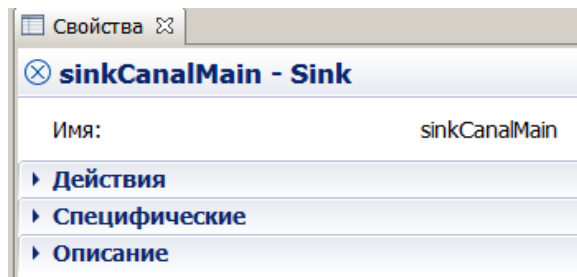 Свойства
sinkCanalMain - Sink
Имя: sinkCanalMain
Действия
Специфические
Описание